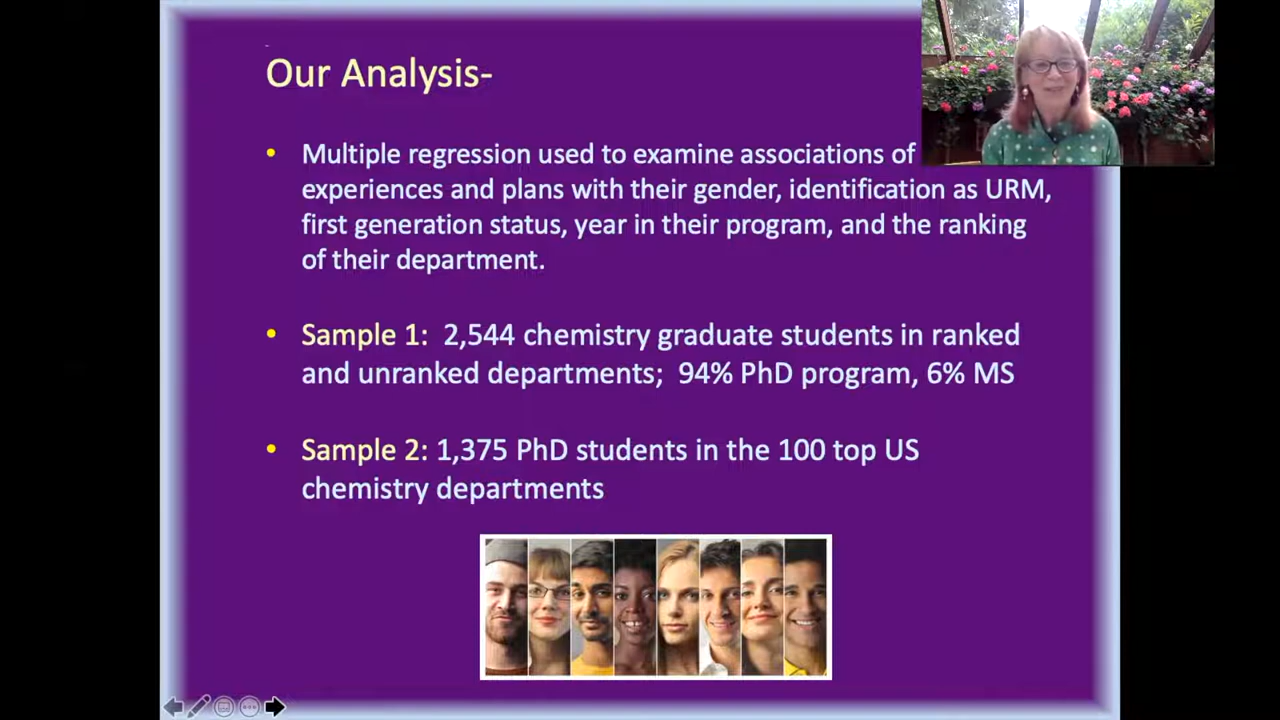 Our Analysis-
• Multiple regression used to examine associations of
experiences and plans with their gender, identification as URM,
first generation status, year in their program, and the ranking
of their department.
• Sample 1: 2,544 chemistry graduate students in ranked
and unranked departments; 94% PhD program, 6% MS
• Sample 2: 1,375 PhD students in the 100 top US
chemistry departments